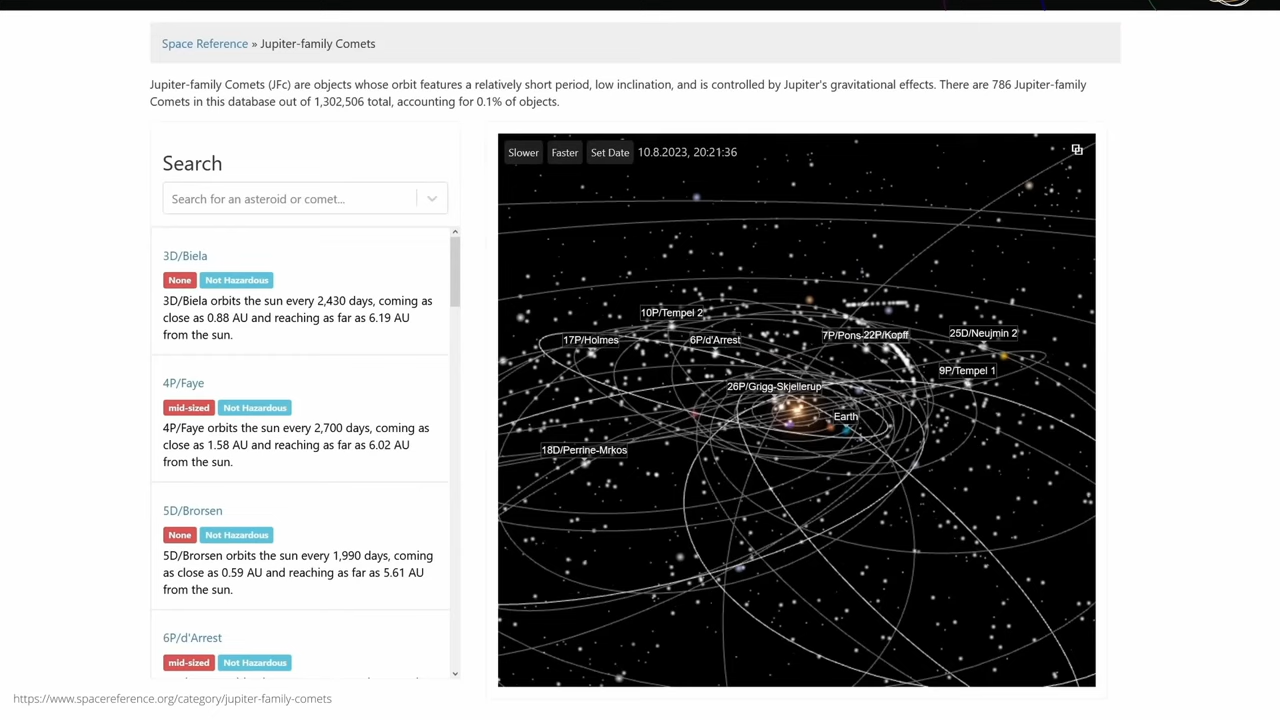 Space Reference » Jupiter-family Comets
Jupiter-family Comets (JFc) are objects whose orbit features a relatively short period, low inclination, and is controlled by Jupiter's gravitational effects. There are 786 Jupiter-family
Comets in this database out of 1,302,506 total, accounting for 0.1% of objects.
Search
Search for an asteroid or comet...
3D/Biela
None Not Hazardous
3D/Biela orbits the sun every 2,430 days, coming as
close as 0.88 AU and reaching as far as 6.19 AU
from the sun.
4P/Faye
mid-sized Not Hazardous
4P/Faye orbits the sun every 2,700 days, coming as
close as 1.58 AU and reaching as far as 6.02 AU
from the sun.
5D/Brorsen
None Not Hazardous
5D/Brorsen orbits the sun every 1,990 days, coming
as close as 0.59 AU and reaching as far as 5.61 AU
from the sun.
6P/d'Arrest
mid-sized Not Hazardous
Slower Faster Set Date 10.8.2023, 20:21:36
10P/Tempel 2
17P/Holmes
6P/d'Arrest
7P/Pons-22P/Kopff
25D/Neujmin 2
9P/Tempel 1
26P/Grigg-Skjellerup
Earth
18D/Perrine-Mrkos
https://www.spacereference.org/category/jupiter-family-comets